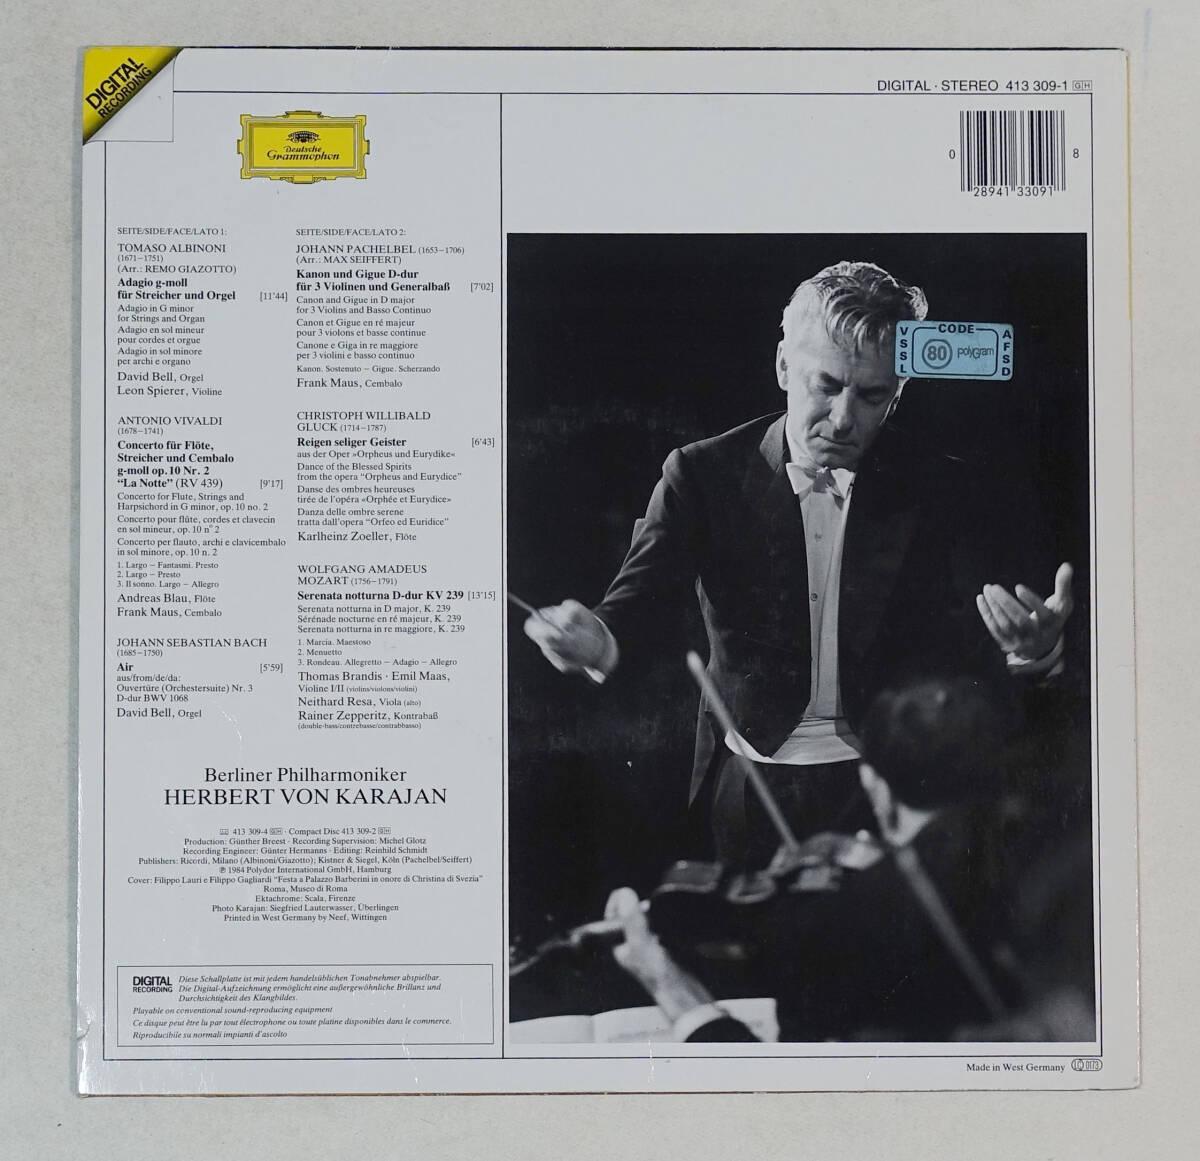 DIGITAL
RECORDING
DIGITAL · STEREO 413 309-1 GH
0 28941 33091 8
Deutsche
Grammophon
SEITE/SIDE/FACE/LATO 1:
TOMASO ALBINONI
(1671–1751)
(Arr.: REMO GIAZOTTO)
Adagio g-moll
für Streicher und Orgel [11'44]
Adagio in G minor
for Strings and Organ
Adagio en sol mineur
pour cordes et orgue
Adagio in sol minore
per archi e organo
David Bell, Orgel
Leon Spierer, Violine
ANTONIO VIVALDI
(1678–1741)
Concerto für Flöte,
Streicher und Cembalo
g-moll op. 10 Nr. 2
“La Notte” (RV 439) [9'17]
Concerto for Flute, Strings and
Harpsichord in G minor, op. 10 no. 2
Concerto pour flûte, cordes et clavecin
en sol mineur, op. 10 n° 2
Concerto per flauto, archi e clavicembalo
in sol minore, op. 10 n. 2
1. Largo – Fantasmi. Presto
2. Largo – Presto
3. Il sonno. Largo – Allegro
Andreas Blau, Flöte
Frank Maus, Cembalo
JOHANN SEBASTIAN BACH
(1685–1750)
Air [5'59]
aus/from/de/da:
Ouvertüre (Orchestersuite) Nr. 3
D-dur BWV 1068
David Bell, Orgel
SEITE/SIDE/FACE/LATO 2:
JOHANN PACHELBEL (1653–1706)
(Arr.: MAX SEIFFERT)
Kanon und Gigue D-dur
für 3 Violinen und Generalbaß [7'02]
Canon and Gigue in D major
for 3 Violins and Basso Continuo
Canon et Gigue en ré majeur
pour 3 violons et basse continue
Canone e Giga in re maggiore
per 3 violini e basso continuo
Kanon. Sostenuto – Gigue. Scherzando
Frank Maus, Cembalo
CHRISTOPH WILLIBALD
GLUCK (1714–1787)
Reigen seliger Geister [6'43]
aus der Oper »Orpheus und Eurydike«
Dance of the Blessed Spirits
from the opera “Orpheus and Eurydice”
Danse des ombres heureuses
tirée de l'opéra «Orphée et Eurydice»
Danza delle ombre serene
tratta dall'opera “Orfeo ed Euridice”
Karlheinz Zoeller, Flöte
WOLFGANG AMADEUS
MOZART (1756–1791)
Serenata notturna D-dur KV 239 [13'15]
Serenata notturna in D major, K. 239
Sérénade nocturne en ré majeur, K. 239
Serenata notturna in re maggiore, K. 239
1. Marcia. Maestoso
2. Menuetto
3. Rondeau. Allegretto – Adagio – Allegro
Thomas Brandis · Emil Maas,
Violine I/II (violins/violons/violini)
Neithard Resa, Viola (alto)
Rainer Zepperitz, Kontrabaß
(double-bass/contrebasse/contrabbasso)
Berliner Philharmoniker
HERBERT VON KARAJAN
413 309-4 GH · Compact Disc 413 309-2 GH
Production: Günther Breest · Recording Supervision: Michel Glotz
Recording Engineer: Günter Hermanns · Editing: Reinhild Schmidt
Publishers: Ricordi, Milano (Albinoni/Giazotto); Kistner & Siegel, Köln (Pachelbel/Seiffert)
℗ 1984 Polydor International GmbH, Hamburg
Cover: Filippo Lauri e Filippo Gagliardi “Festa a Palazzo Barberini in onore di Christina di Svezia”
Roma, Museo di Roma
Ektachrome: Scala, Firenze
Photo Karajan: Siegfried Lauterwasser, Überlingen
Printed in West Germany by Neef, Wittingen
DIGITAL
RECORDING
Diese Schallplatte ist mit jedem handelsüblichen Tonabnehmer abspielbar.
Die Digital-Aufzeichnung ermöglicht eine außergewöhnliche Brillanz und
Durchsichtigkeit des Klangbildes.
Playable on conventional sound-reproducing equipment
Ce disque peut être lu par tout électrophone ou toute platine disponibles dans le commerce.
Riproducibile su normali impianti d'ascolto
VSSL
CODE
80 polyGram
AFSD
Made in West Germany LC 0173